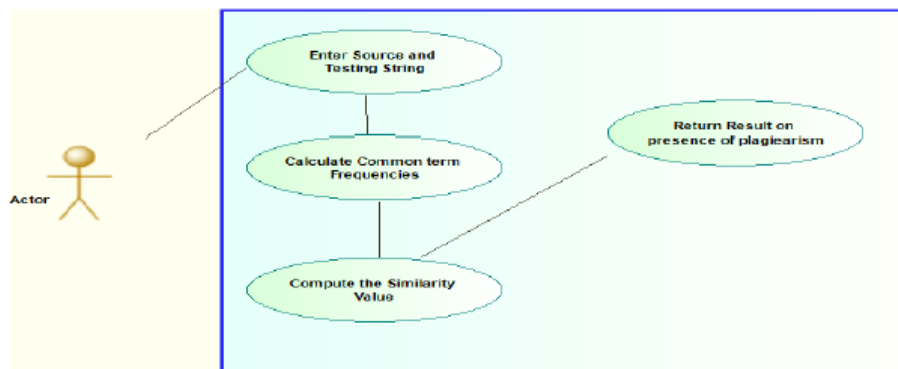 Enter Source and
Testing String
Return Result on
presence of plagiearism
Calculate Common term
Frequencies
Actor
Compute the Similarity
Value